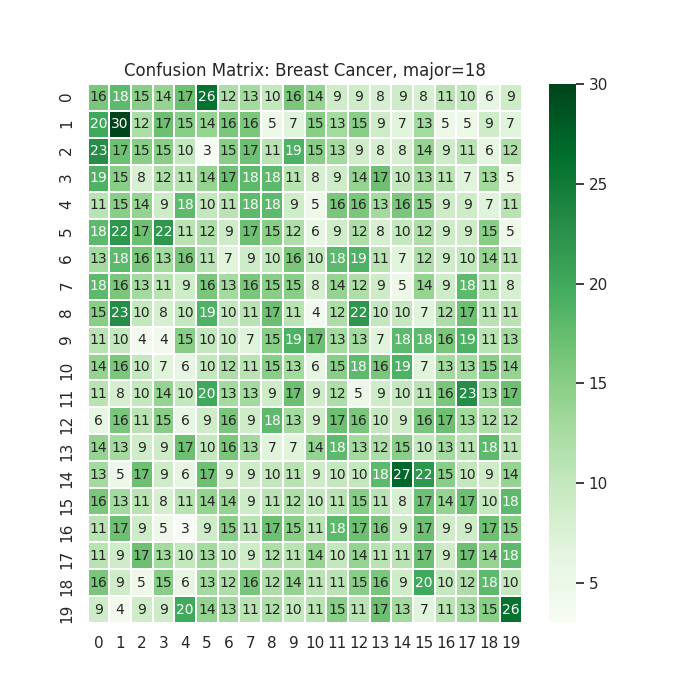 Confusion Matrix: Breast Cancer, major=18
0 16 18 15 14 17 26 12 13 10 16 14 9 9 8 9 8 11 10 6 9
1 20 30 12 17 15 14 16 16 5 7 15 13 15 9 7 13 5 5 9 7
2 23 17 15 15 10 3 15 17 11 19 15 13 9 8 8 14 9 11 6 12
3 19 15 8 12 11 14 17 18 18 11 8 9 14 17 10 13 11 7 13 5
4 11 15 14 9 18 10 11 18 18 9 5 16 16 13 16 15 9 9 7 11
5 18 22 17 22 11 12 9 17 15 12 6 9 12 8 10 12 9 9 15 5
6 13 18 16 13 16 11 7 9 10 16 10 18 19 11 7 12 9 10 14 11
7 18 16 13 11 9 16 13 16 15 15 8 14 12 9 5 14 9 18 11 8
8 15 23 10 8 10 19 10 11 17 11 4 12 22 10 10 7 12 17 11 11
9 11 10 4 4 15 10 10 7 15 19 17 13 13 7 18 18 16 19 11 13
10 14 16 10 7 6 10 12 11 15 13 6 15 18 16 19 7 13 13 15 14
11 11 8 10 14 10 20 13 13 9 17 9 12 5 9 10 11 16 23 13 17
12 6 16 11 15 6 9 16 9 18 13 9 17 16 10 9 16 17 13 12 12
13 14 13 9 9 17 10 16 13 7 7 14 18 13 12 15 10 13 11 18 11
14 13 5 17 9 6 17 9 9 10 11 9 10 10 18 27 22 15 10 9 14
15 16 13 11 8 11 14 14 9 11 12 10 11 15 11 8 17 14 17 10 18
16 11 17 9 5 3 9 15 11 17 15 11 18 17 16 9 17 9 9 17 15
17 11 9 17 13 10 13 10 9 12 11 14 10 14 11 11 17 9 17 14 18
18 16 9 5 15 6 13 12 16 12 14 11 11 15 16 9 20 10 12 18 10
19 9 4 9 9 20 14 13 11 12 10 11 15 11 17 13 7 11 13 15 26
0 1 2 3 4 5 6 7 8 9 10 11 12 13 14 15 16 17 18 19
30
25
20
15
10
5